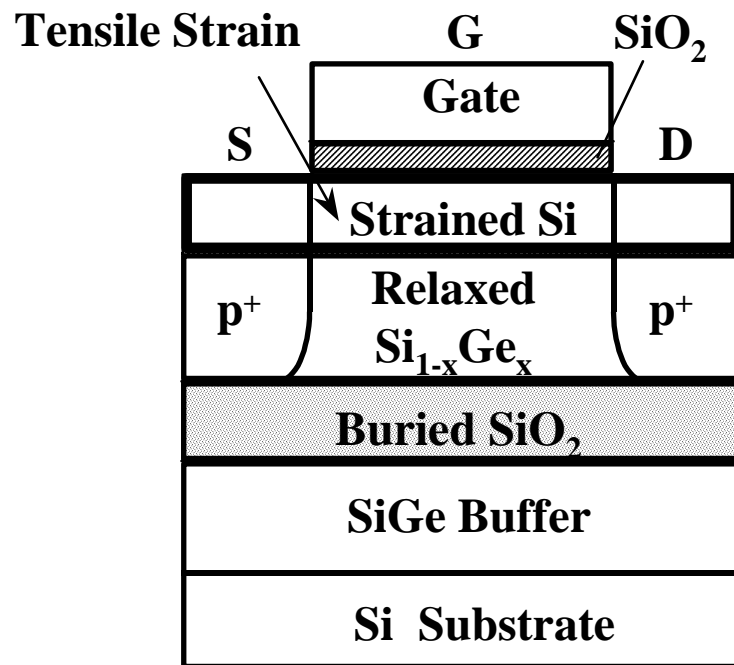 Tensile Strain G SiO₂
Gate
S D
Strained Si
p⁺ Relaxed p⁺
Si₁₋ₓGeₓ
Buried SiO₂
SiGe Buffer
Si Substrate